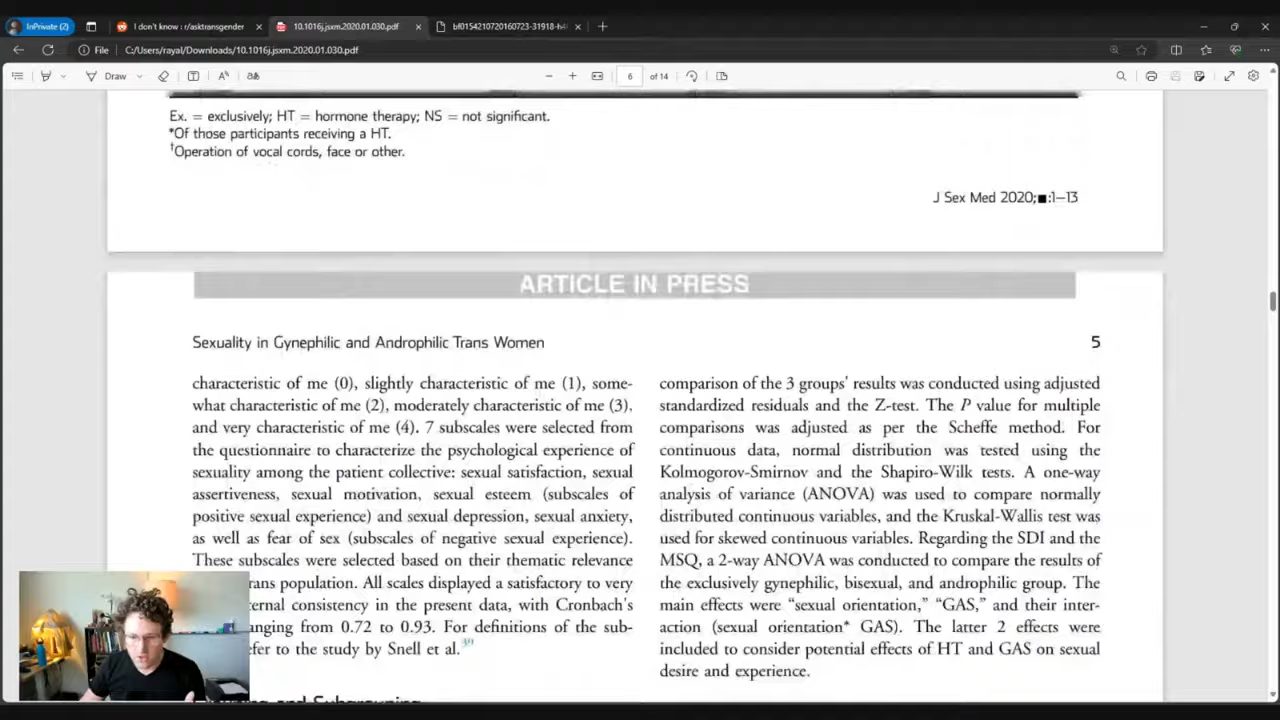 InPrivate (2)
I don't know : r/asktransgender
10.1016j.jsxm.2020.01.030.pdf
File
C:/Users/rayal/Downloads/10.1016j.jsxm.2020.01.030.pdf
Draw
6 of 14
Ex. = exclusively; HT = hormone therapy; NS = not significant.
*Of those participants receiving a HT.
†Operation of vocal cords, face or other.
J Sex Med 2020;■:1–13
ARTICLE IN PRESS
Sexuality in Gynephilic and Androphilic Trans Women
5
characteristic of me (0), slightly characteristic of me (1), some-
what characteristic of me (2), moderately characteristic of me (3),
and very characteristic of me (4). 7 subscales were selected from
the questionnaire to characterize the psychological experience of
sexuality among the patient collective: sexual satisfaction, sexual
assertiveness, sexual motivation, sexual esteem (subscales of
positive sexual experience) and sexual depression, sexual anxiety,
as well as fear of sex (subscales of negative sexual experience).
These subscales were selected based on their thematic relevance
rans population. All scales displayed a satisfactory to very
ternal consistency in the present data, with Cronbach's
anging from 0.72 to 0.93. For definitions of the sub-
efer to the study by Snell et al.39
comparison of the 3 groups' results was conducted using adjusted
standardized residuals and the Z-test. The P value for multiple
comparisons was adjusted as per the Scheffe method. For
continuous data, normal distribution was tested using the
Kolmogorov-Smirnov and the Shapiro-Wilk tests. A one-way
analysis of variance (ANOVA) was used to compare normally
distributed continuous variables, and the Kruskal-Wallis test was
used for skewed continuous variables. Regarding the SDI and the
MSQ, a 2-way ANOVA was conducted to compare the results of
the exclusively gynephilic, bisexual, and androphilic group. The
main effects were “sexual orientation,” “GAS,” and their inter-
action (sexual orientation* GAS). The latter 2 effects were
included to consider potential effects of HT and GAS on sexual
desire and experience.